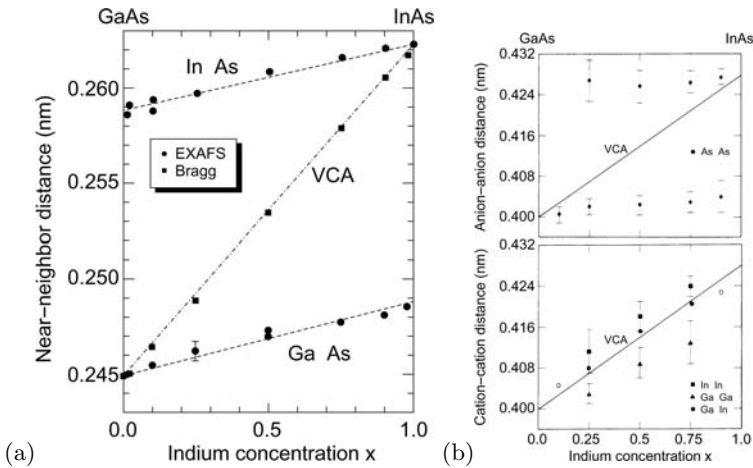 GaAs InAs
0.260
0.255
0.250
0.245
Near-neighbor distance (nm)
In As
EXAFS
Bragg
VCA
Ga As
0.0 0.5 1.0
Indium concentration x
(a)
GaAs InAs
0.432
0.428
0.416
0.404
0.400
Anion-anion distance (nm)
VCA
As As
0.432
0.428
0.416
0.404
0.400
Cation-cation distance (nm)
VCA
In In
Ga Ga
Ga In
0.0 0.25 0.5 0.75 1.0
Indium concentration x
(b)